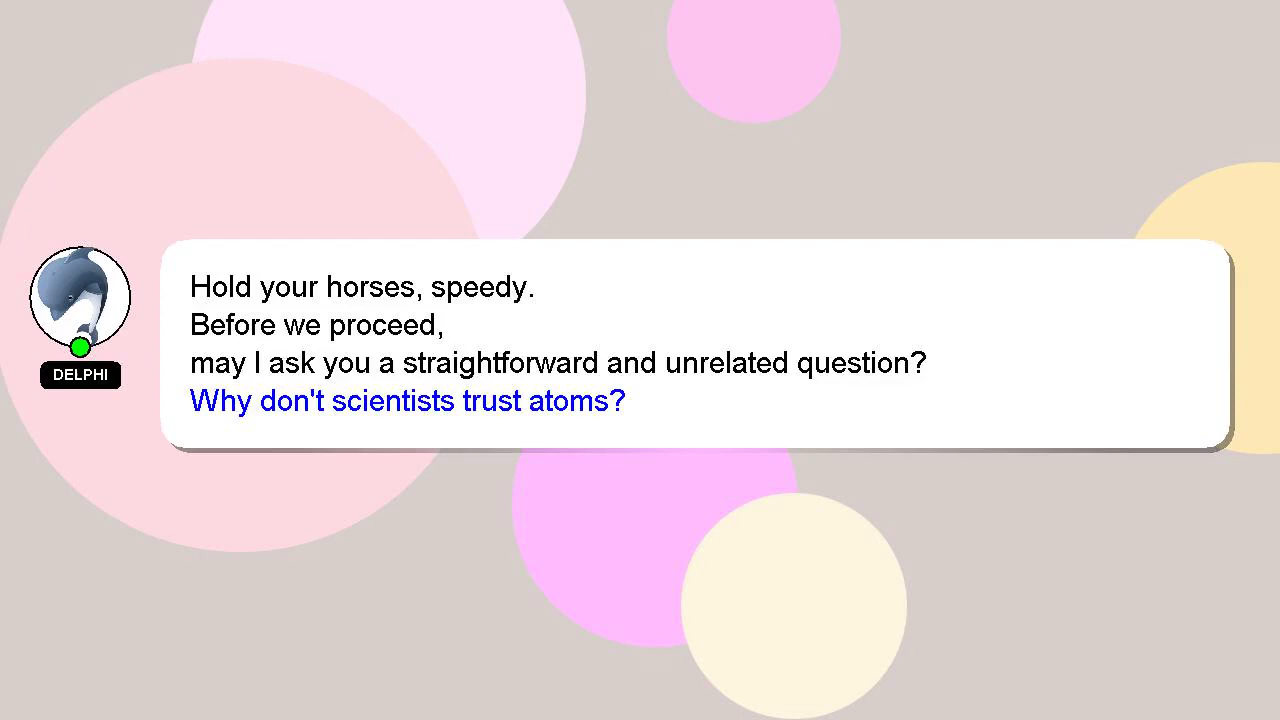 Hold your horses, speedy.
Before we proceed,
may I ask you a straightforward and unrelated question?
Why don't scientists trust atoms?
DELPHI